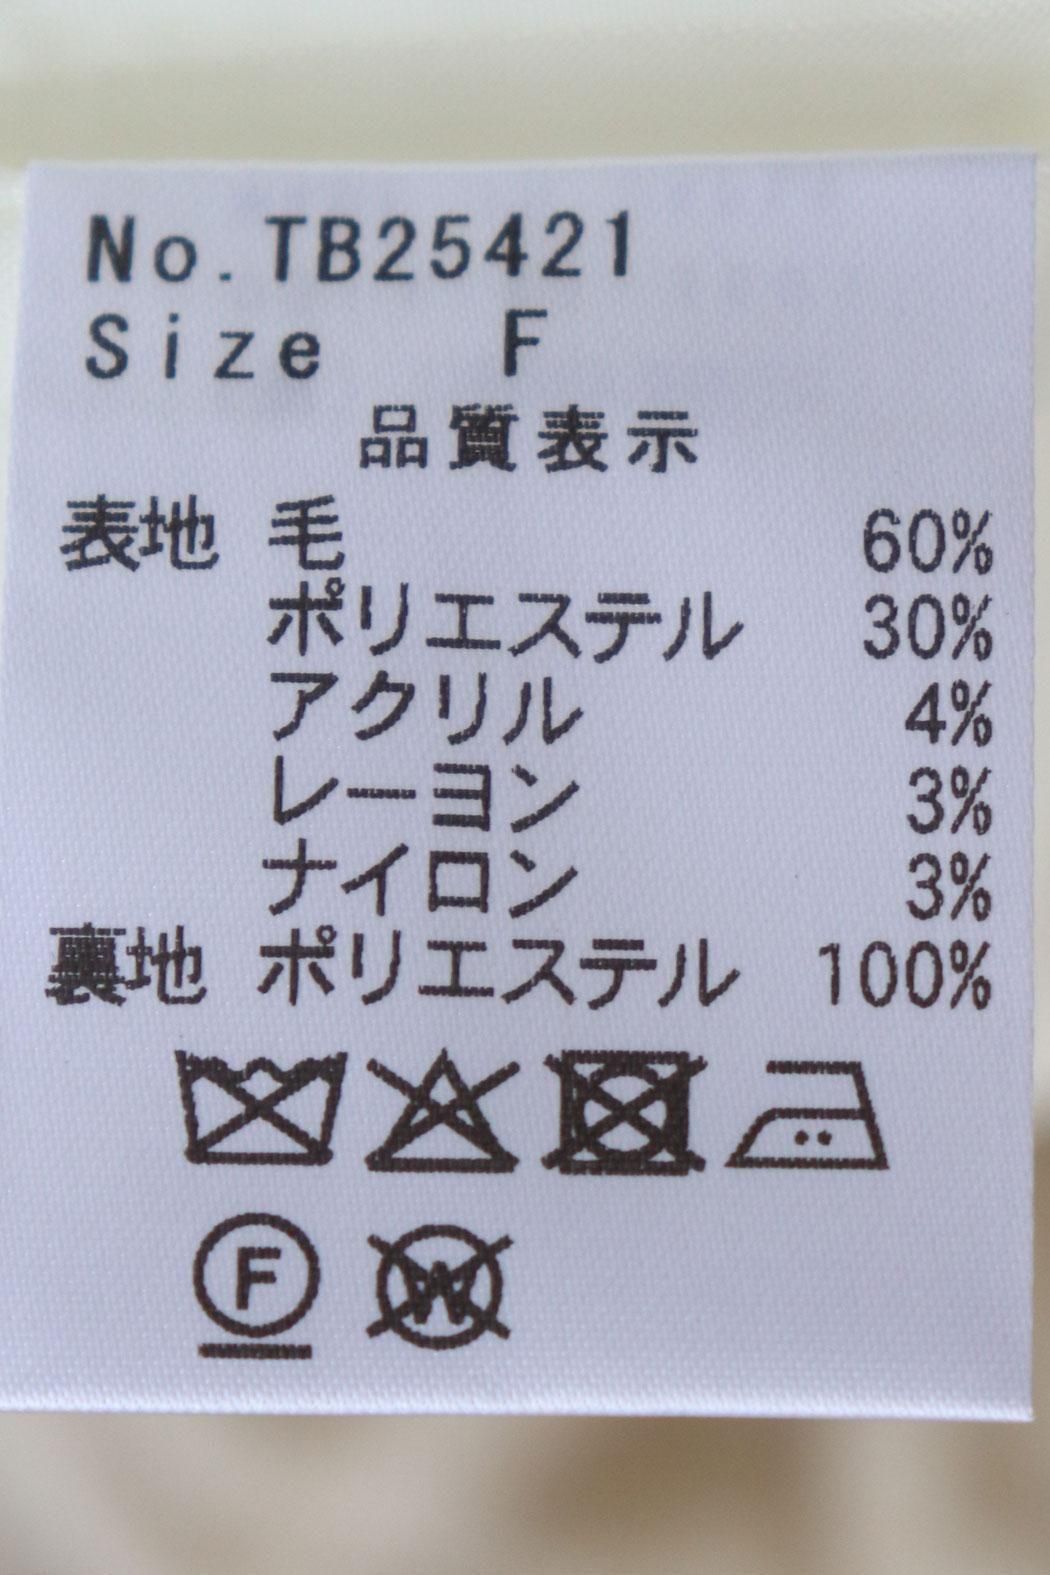 No.TB25421
Size F
品質表示
表地 毛 60%
ポリエステル 30%
アクリル 4%
レーヨン 3%
ナイロン 3%
裏地 ポリエステル 100%
F
W